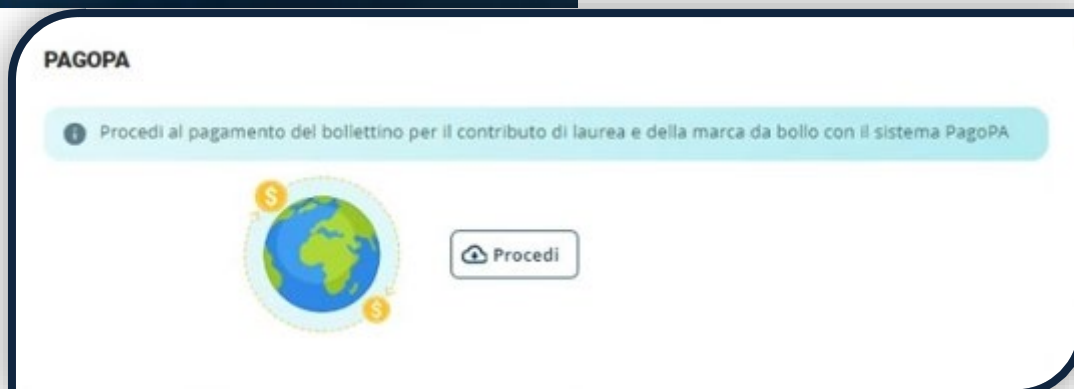 PAGOPA
Procedi al pagamento del bollettino per il contributo di laurea e della marca da bollo con il sistema PagoPA
$
Procedi
$